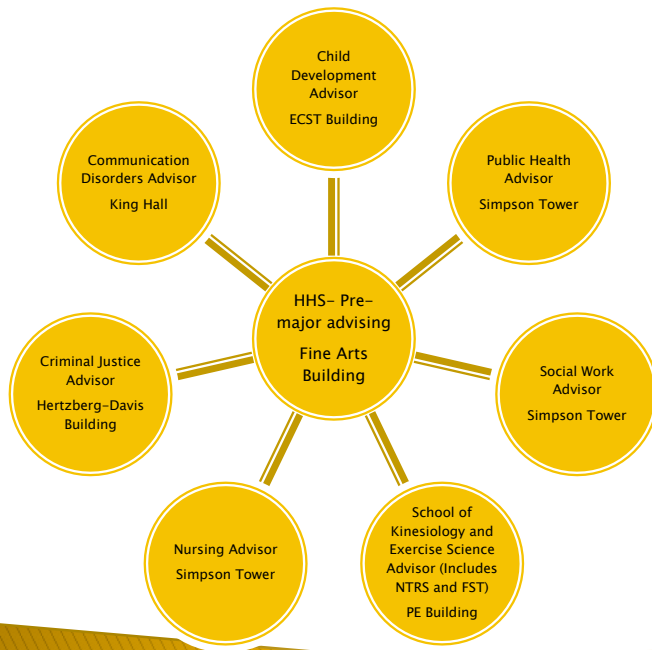 Child
Development
Advisor
ECST Building
Communication
Disorders Advisor
King Hall
Public Health
Advisor
Simpson Tower
HHS- Pre-
major advising
Fine Arts
Building
Criminal Justice
Advisor
Hertzberg-Davis
Building
Social Work
Advisor
Simpson Tower
Nursing Advisor
Simpson Tower
School of
Kinesiology and
Exercise Science
Advisor (Includes
NTRS and FST)
PE Building